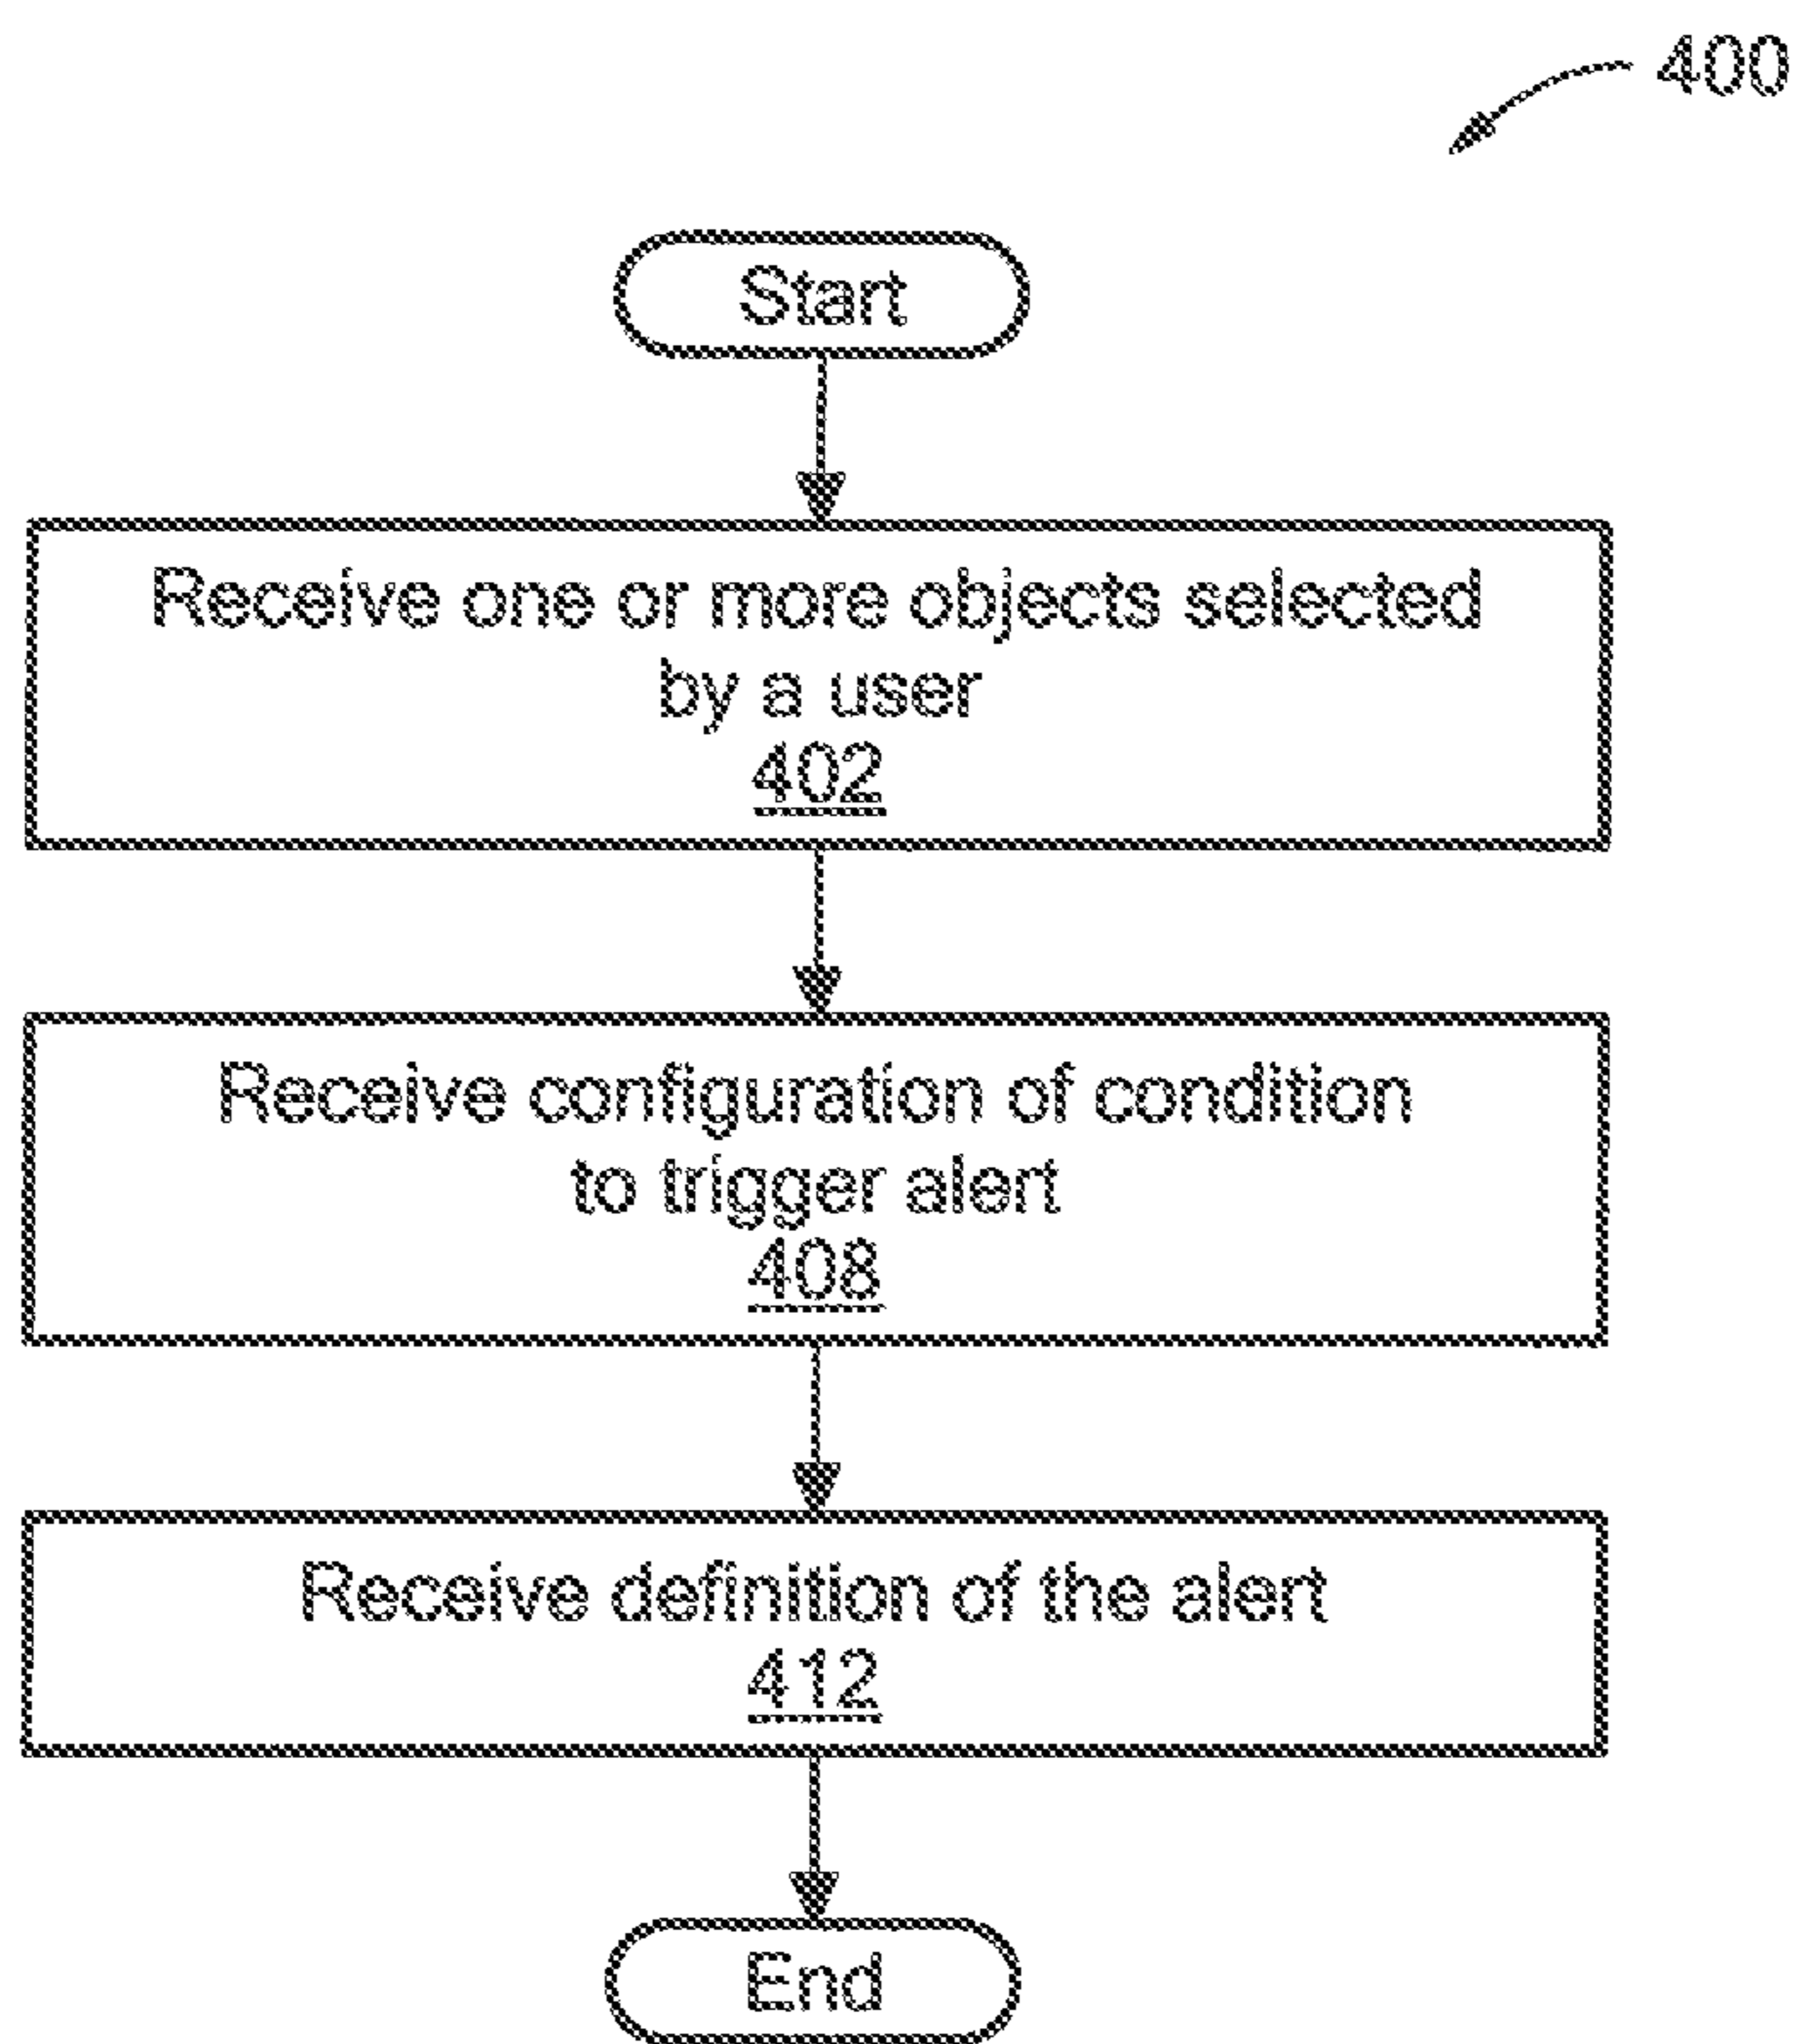 400
Start
Receive one or more objects selected
by a user
402
Receive configuration of condition
to trigger alert
408
Receive definition of the alert
412
End